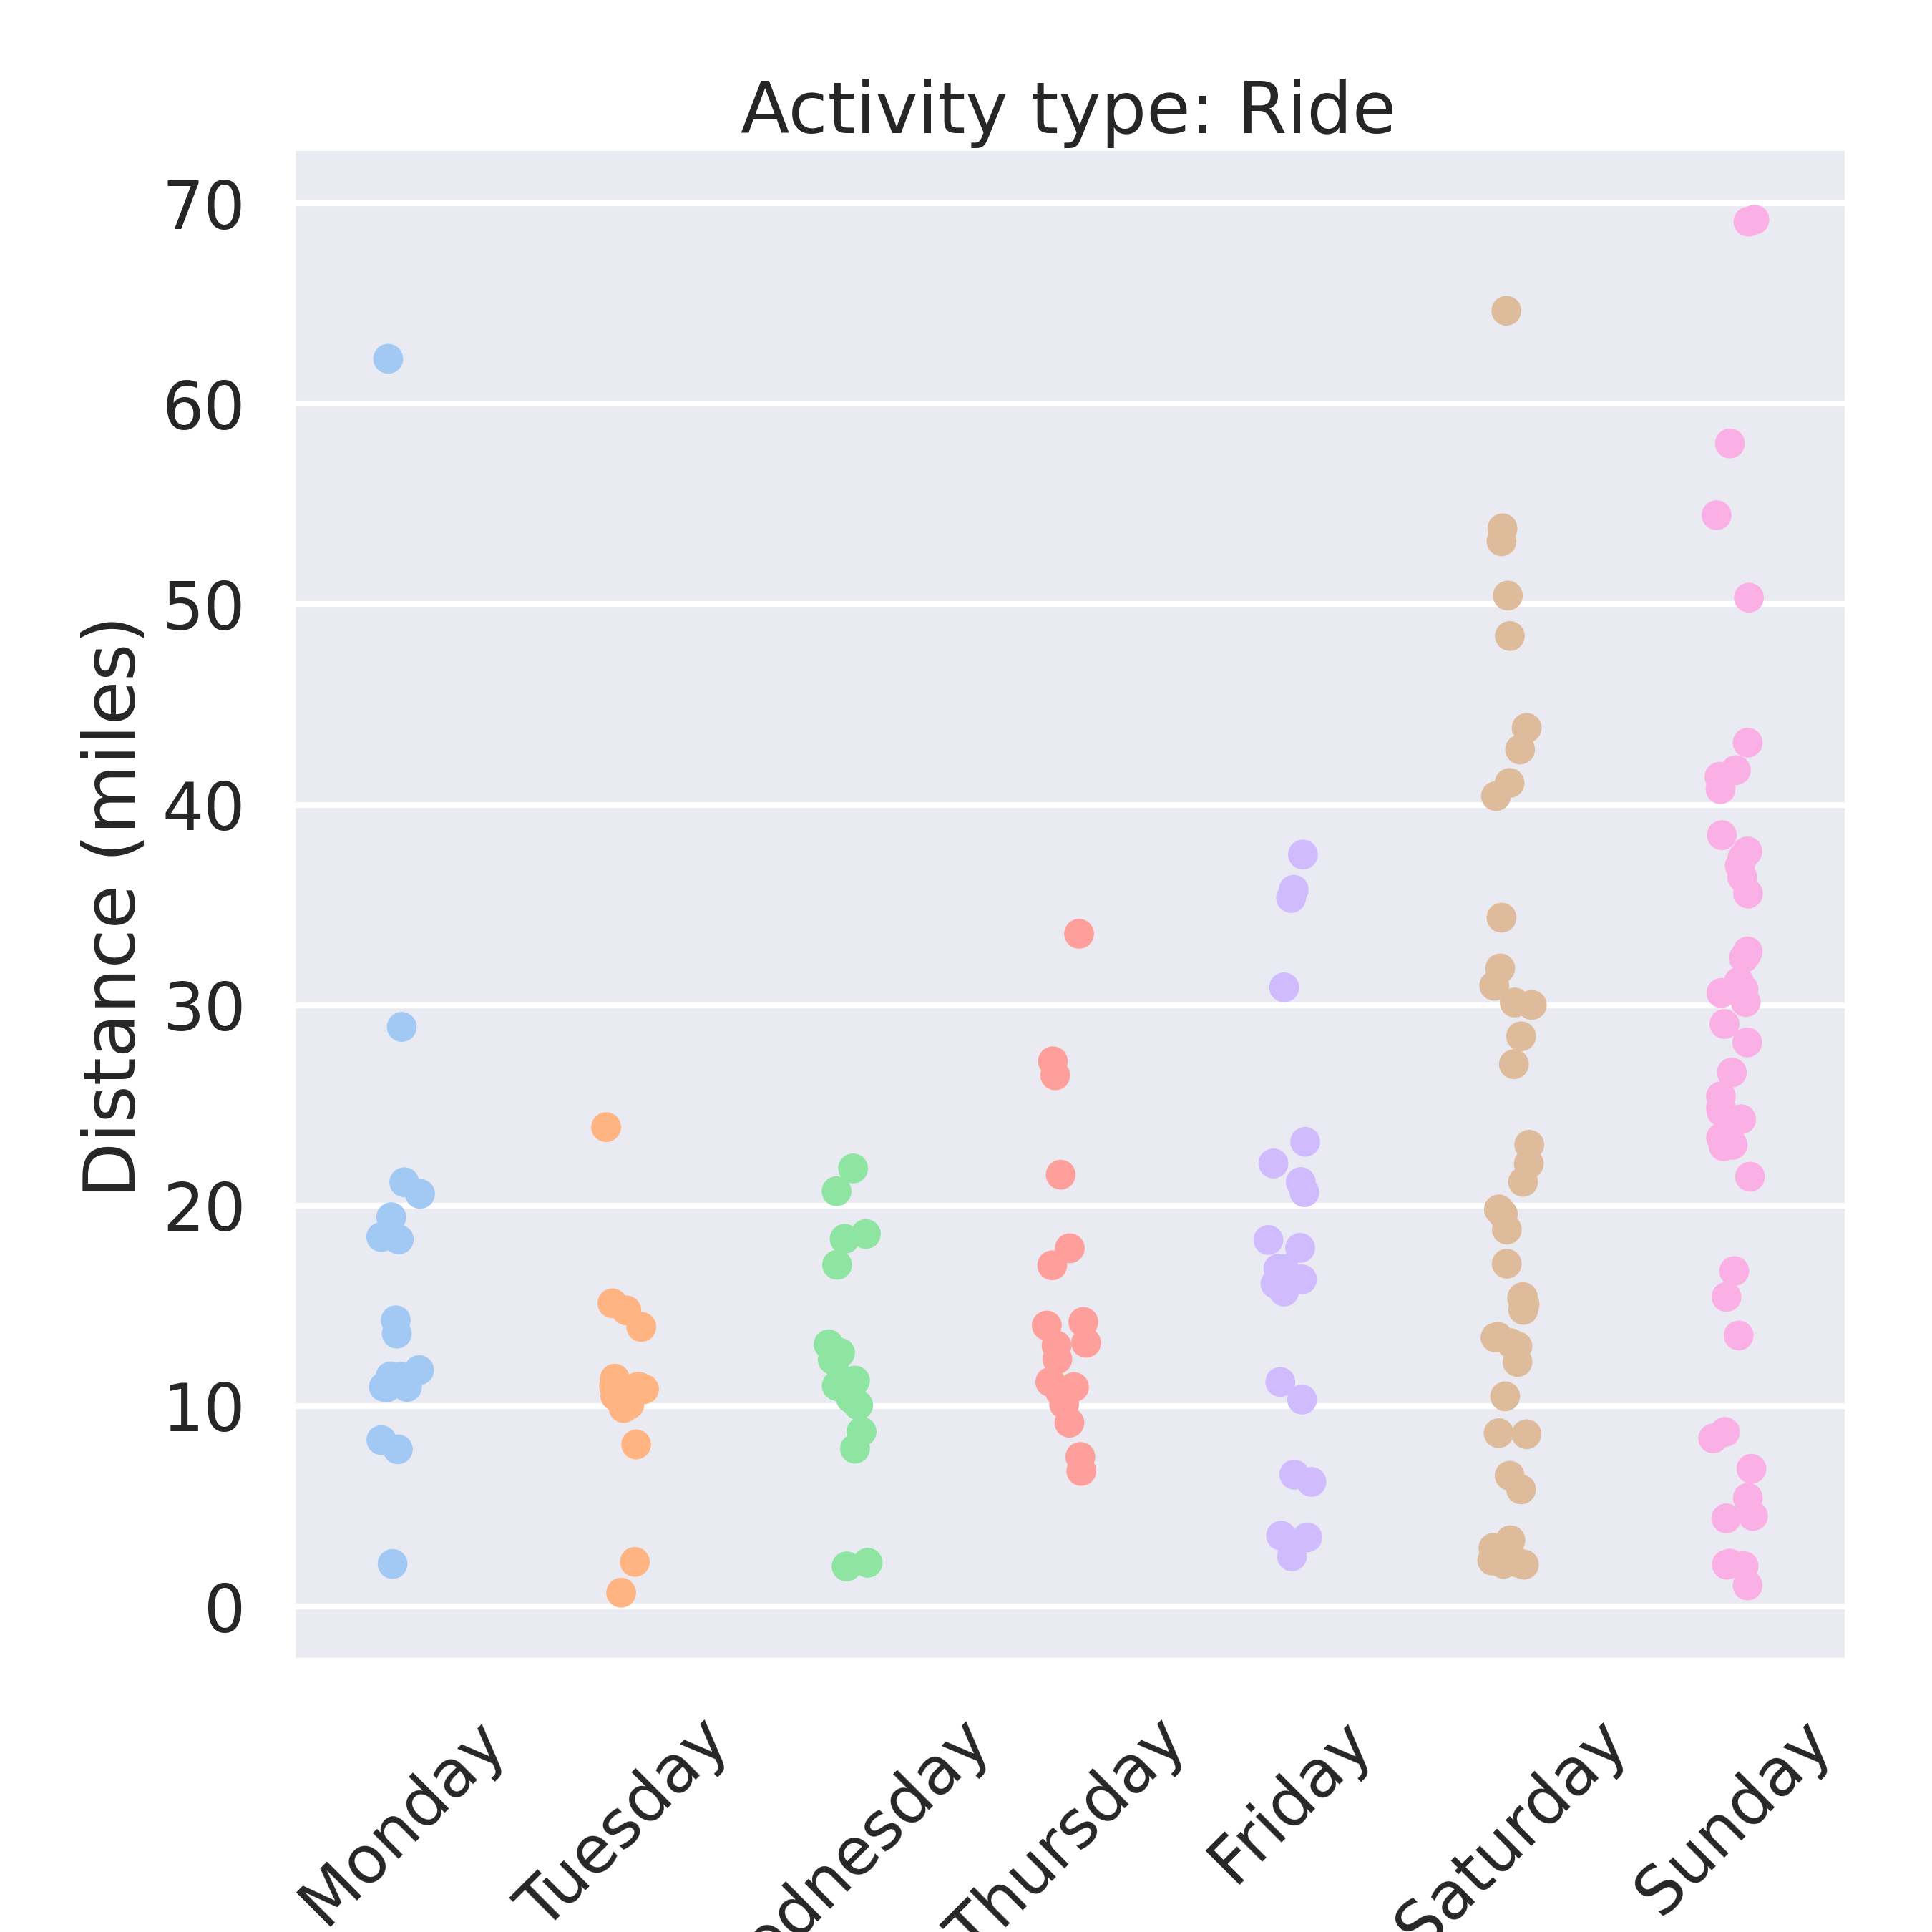 Activity type: Ride
Distance (miles)
70
60
50
40
30
20
10
0
Monday
Tuesday
dnesday
Thursday
Friday
Saturday
Sunday